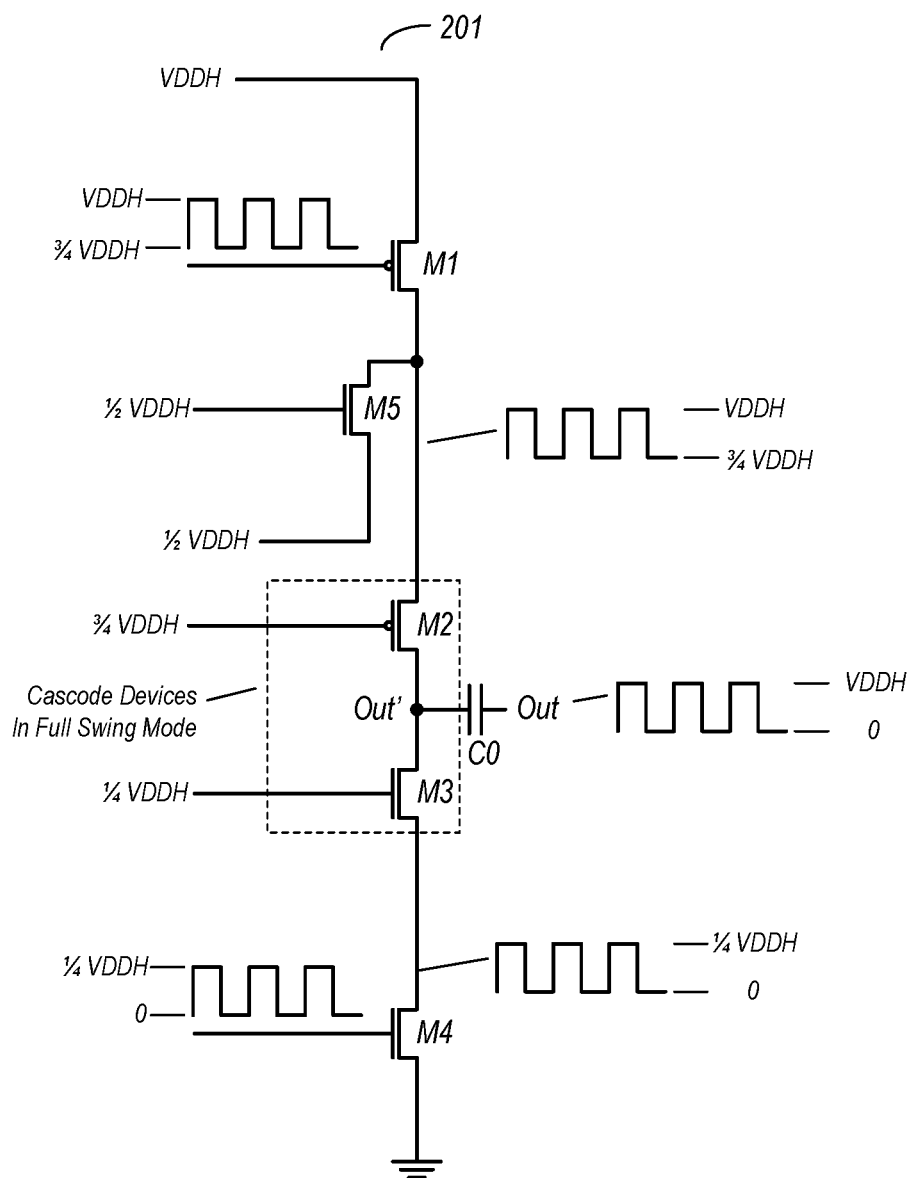 201
VDDH
VDDH
¾ VDDH
M1
½ VDDH
M5
VDDH
¾ VDDH
½ VDDH
¾ VDDH
M2
Cascode Devices
In Full Swing Mode
Out'
C0
Out
VDDH
0
¼ VDDH
M3
¼ VDDH
0
¼ VDDH
0
M4